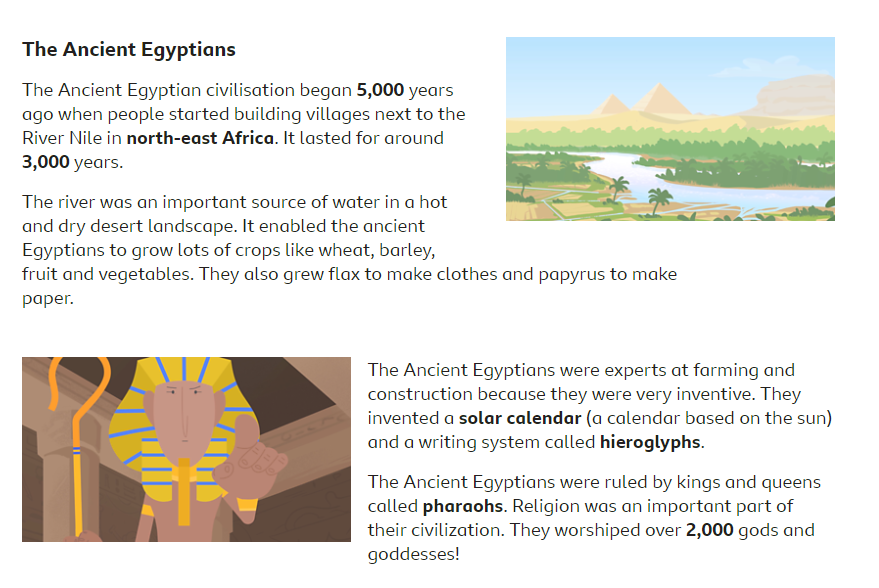 The Ancient Egyptians
The Ancient Egyptian civilisation began 5,000 years
ago when people started building villages next to the
River Nile in north-east Africa. It lasted for around
3,000 years.
The river was an important source of water in a hot
and dry desert landscape. It enabled the ancient
Egyptians to grow lots of crops like wheat, barley,
fruit and vegetables. They also grew flax to make clothes and papyrus to make
paper.
The Ancient Egyptians were experts at farming and
construction because they were very inventive. They
invented a solar calendar (a calendar based on the sun)
and a writing system called hieroglyphs.
The Ancient Egyptians were ruled by kings and queens
called pharaohs. Religion was an important part of
their civilization. They worshiped over 2,000 gods and
goddesses!